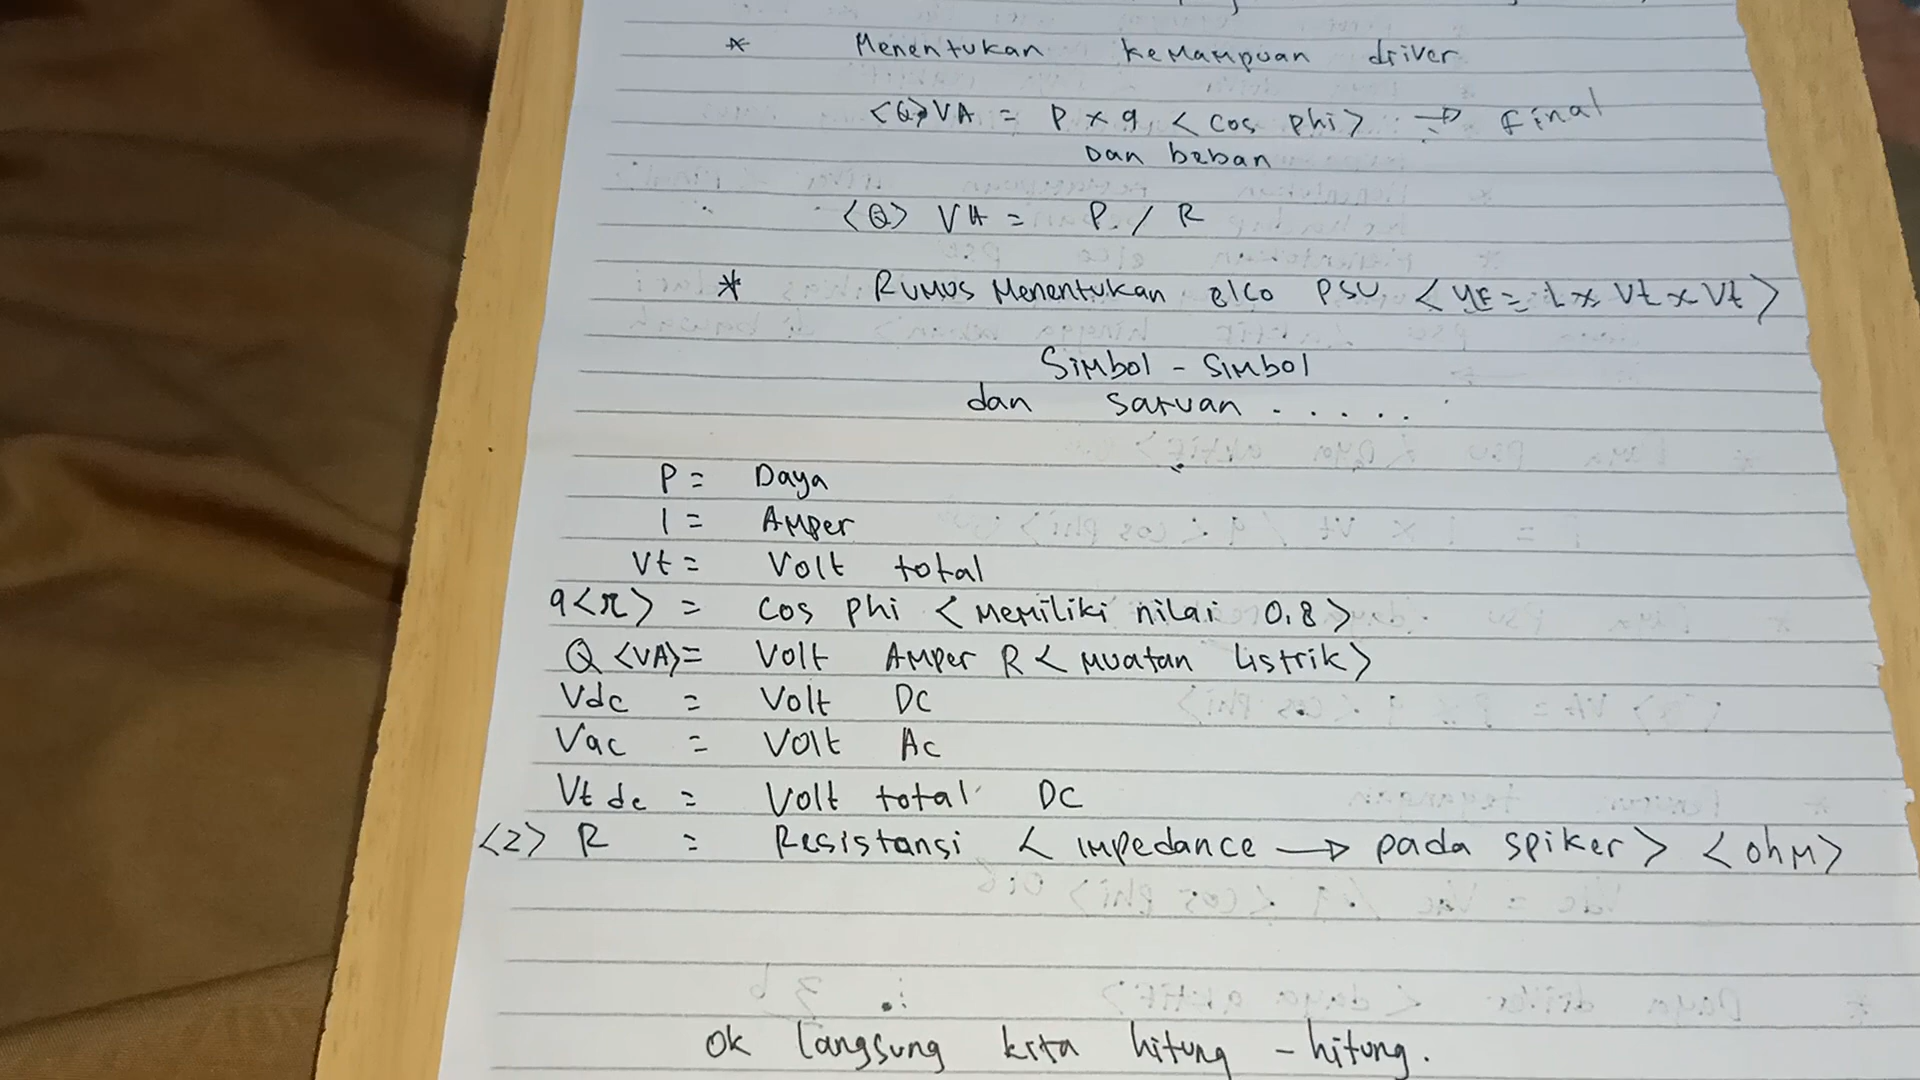 * Menentukan kemampuan driver
<Q> VA = P x q < cos phi > → final
Dan beban
<Q> VA = P / R
* Rumus Menentukan elco PSU < µF = I x Vt x Vt >
Simbol - Simbol
dan satuan . . . . .
P = Daya
I = Amper
Vt = Volt total
q <π> = cos phi < Memiliki nilai 0,8 >
Q <VA> = Volt Amper R < Muatan Listrik >
Vdc = Volt DC
Vac = Volt Ac
Vt dc = Volt total DC
<Z> R = Resistansi < impedance → pada spiker > < ohm >
Ok langsung kita hitung - hitung.